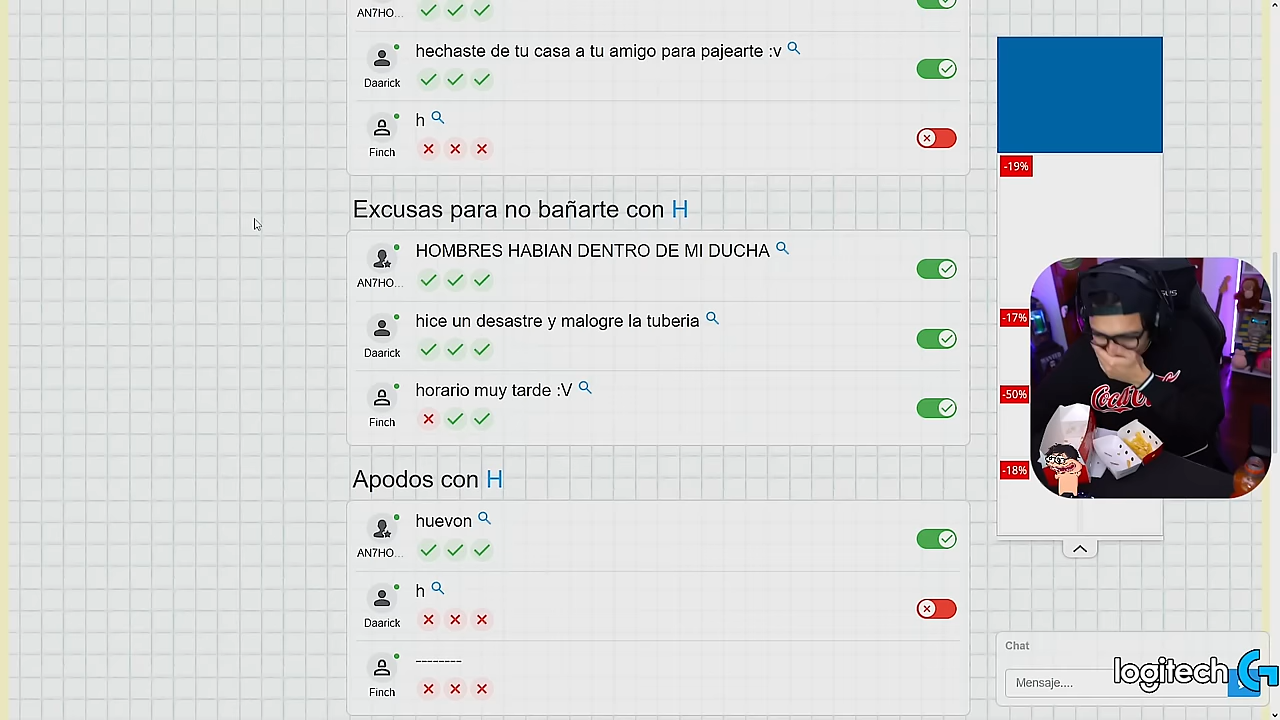 AN7HO...
hechaste de tu casa a tu amigo para pajearte :v
Daarick
h
Finch
-19%
Excusas para no bañarte con H
HOMBRES HABIAN DENTRO DE MI DUCHA
AN7HO...
hice un desastre y malogre la tuberia
Daarick
-17%
horario muy tarde :V
Finch
-50%
Coca
-18%
Apodos con H
huevon
AN7HO...
h
Daarick
--------
Finch
Chat
Mensaje....
logitech G